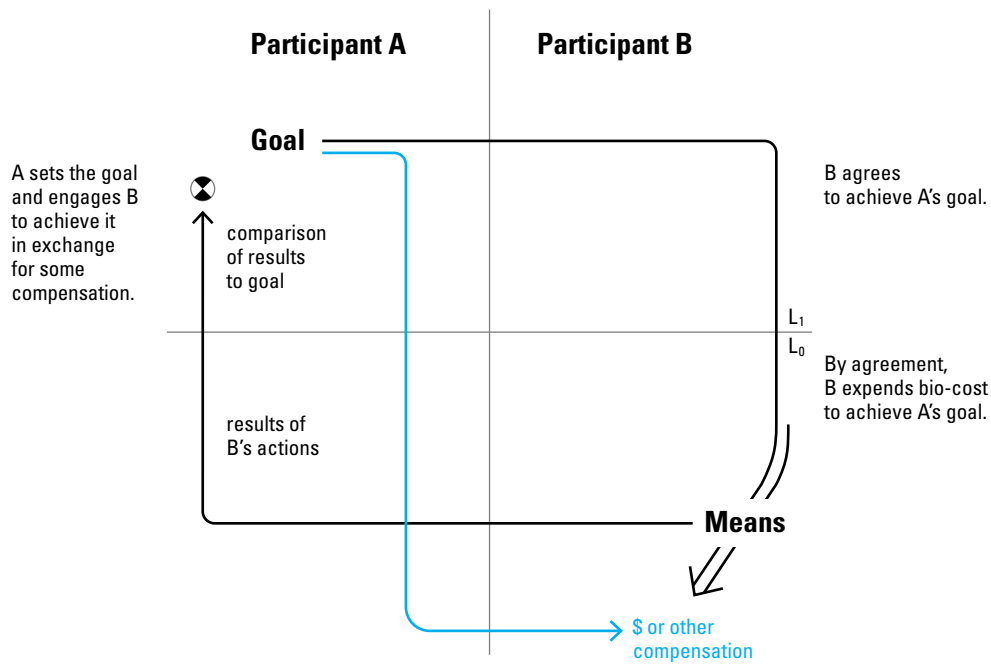 Participant A
Participant B
Goal
A sets the goal
and engages B
to achieve it
in exchange
for some
compensation.
comparison
of results
to goal
B agrees
to achieve A’s goal.
L₁
L₀
By agreement,
B expends bio-cost
to achieve A’s goal.
results of
B’s actions
Means
$ or other
compensation